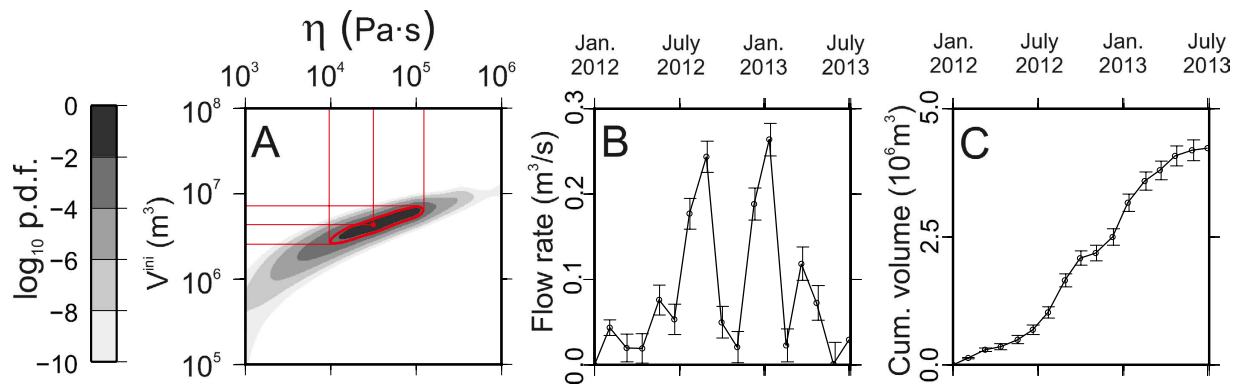 η (Pa·s)
10³ 10⁴ 10⁵ 10⁶
log₁₀ p.d.f.
0
−2
−4
−6
−8
−10
A
Vⁱⁿⁱ (m³)
10⁸
10⁷
10⁶
10⁵
Jan. 2012
July 2012
Jan. 2013
July 2013
B
Flow rate (m³/s)
0.3
0.2
0.1
0.0
Jan. 2012
July 2012
Jan. 2013
July 2013
C
Cum. volume (10⁶m³)
5.0
2.5
0.0